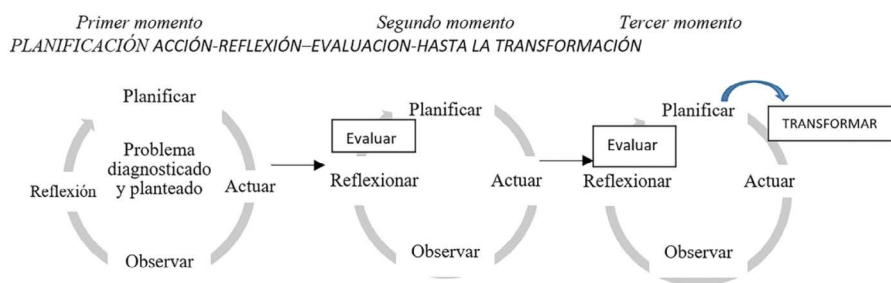 Primer momento Segundo momento Tercer momento
PLANIFICACIÓN ACCIÓN-REFLEXIÓN–EVALUACION-HASTA LA TRANSFORMACIÓN
Planificar
Problema
diagnosticado
y planteado
Reflexión
Actuar
Observar
Planificar
Evaluar
Reflexionar
Actuar
Observar
Planificar
TRANSFORMAR
Evaluar
Reflexionar
Actuar
Observar